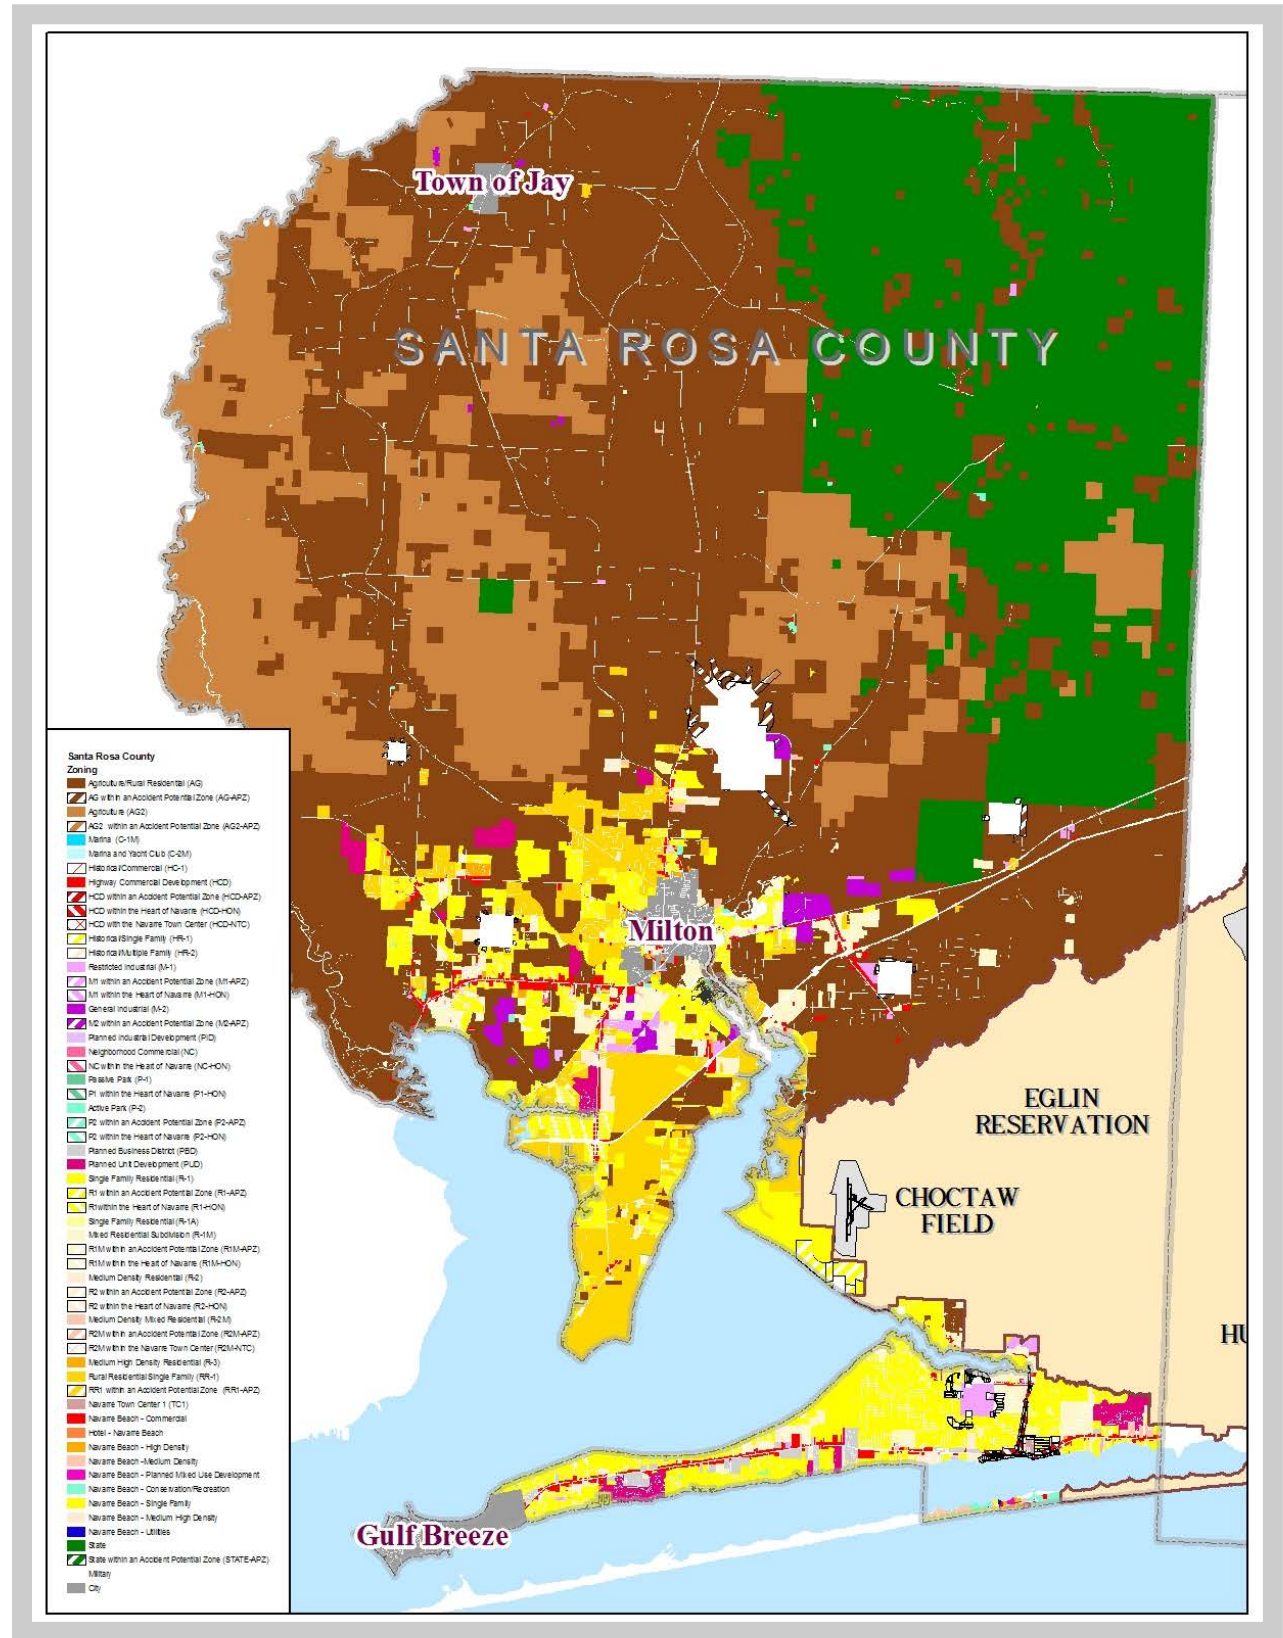 Town of Jay
SANTA ROSA COUNTY
Milton
EGLIN
RESERVATION
CHOCTAW
FIELD
HU
Gulf Breeze
Santa Rosa County
Zoning
Agriculture/Rural Residential (AG)
AG within an Accident Potential Zone (AG-APZ)
Agriculture (AG2)
AG2 within an Accident Potential Zone (AG2-APZ)
Marina (C-1M)
Marina and Yacht Club (C-2M)
Historical/Commercial (HC-1)
Highway Commercial Development (HCD)
HCD within an Accident Potential Zone (HCD-APZ)
HCD within the Heart of Navarre (HCD-HON)
HCD with the Navarre Town Center (HCD-NTC)
Historical/Single Family (HR-1)
Historical/Multiple Family (HR-2)
Restricted Industrial (M-1)
M1 within an Accident Potential Zone (M1-APZ)
M1 within the Heart of Navarre (M1-HON)
General Industrial (M-2)
M2 within an Accident Potential Zone (M2-APZ)
Planned Industrial Development (PID)
Neighborhood Commercial (NC)
NC within the Heart of Navarre (NC-HON)
Passive Park (P-1)
P1 within the Heart of Navarre (P1-HON)
Active Park (P-2)
P2 within an Accident Potential Zone (P2-APZ)
P2 within the Heart of Navarre (P2-HON)
Planned Business District (PBD)
Planned Unit Development (PUD)
Single Family Residential (R-1)
R1 within an Accident Potential Zone (R1-APZ)
R1within the Heart of Navarre (R1-HON)
Single Family Residential (R-1A)
Mixed Residential Subdivision (R-1M)
R1M within an Accident Potential Zone (R1M-APZ)
R1M within the Heart of Navarre (R1M-HON)
Medium Density Residential (R-2)
R2 within an Accident Potential Zone (R2-APZ)
R2 within the Heart of Navarre (R2-HON)
Medium Density Mixed Residential (R-2M)
R2M within an Accident Potential Zone (R2M-APZ)
R2M within the Navarre Town Center (R2M-NTC)
Medium High Density Residential (R-3)
Rural Residential Single Family (RR-1)
RR1 within an Accident Potential Zone (RR1-APZ)
Navarre Town Center 1 (TC1)
Navarre Beach - Commercial
Hotel - Navarre Beach
Navarre Beach - High Density
Navarre Beach -Medium Density
Navarre Beach - Planned Mixed Use Development
Navarre Beach - Conservation/Recreation
Navarre Beach - Single Family
Navarre Beach - Medium High Density
Navarre Beach - Utilities
State
State within an Accident Potential Zone (STATE-APZ)
Military
City